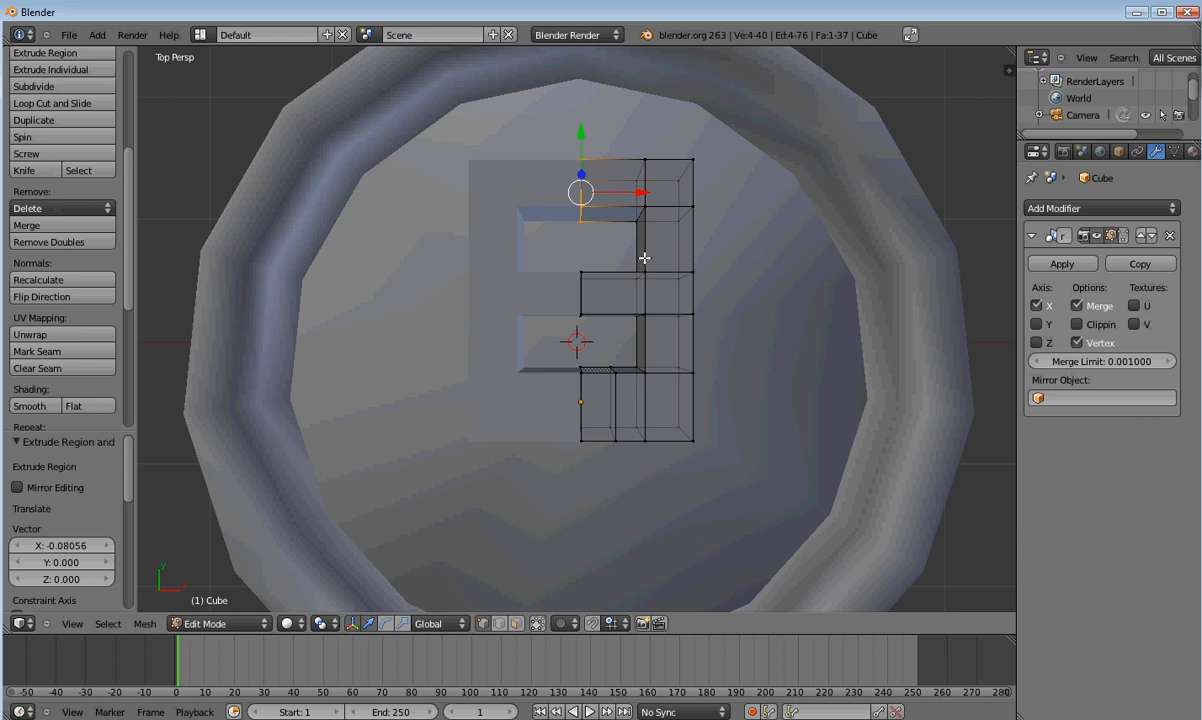 Blender
File Add Render Help Default Scene Blender Render blender.org 263 | Ve:4-40 | Ed:4-76 | Fa:1-37 | Cube
Extrude Region
Extrude Individual
Subdivide
Loop Cut and Slide
Duplicate
Spin
Screw
Knife Select
Remove:
Delete
Merge
Remove Doubles
Normals:
Recalculate
Flip Direction
UV Mapping:
Unwrap
Mark Seam
Clear Seam
Shading:
Smooth Flat
Repeat:
Extrude Region and
Extrude Region
Mirror Editing
Translate
Vector
X: -0.08056
Y: 0.000
Z: 0.000
Constraint Axis
Top Persp
y
(1) Cube
View Search All Scenes
RenderLayers
World
Camera
Cube
Add Modifier
r
Apply Copy
Axis: Options: Textures:
X Merge U
Y Clippin V
Z Vertex
Merge Limit: 0.001000
Mirror Object:
View Select Mesh Edit Mode Global
-50 -40 -30 -20 -10 0 10 20 30 40 50 60 70 80 90 100 110 120 130 140 150 160 170 180 190 200 210 220 230 240 250 260 270 280
View Marker Frame Playback Start: 1 End: 250 1 No Sync